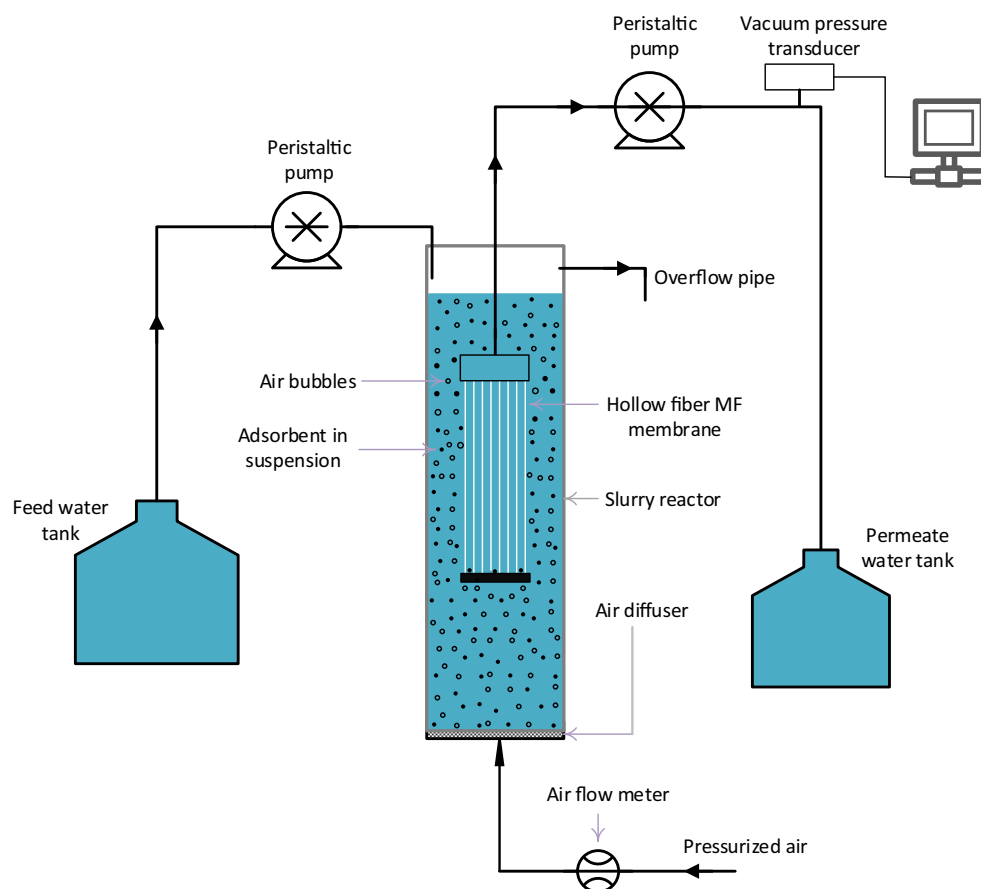 Peristaltic
pump
Vacuum pressure
transducer
Peristaltic
pump
Overflow pipe
Air bubbles
Hollow fiber MF
membrane
Adsorbent in
suspension
Slurry reactor
Feed water
tank
Permeate
water tank
Air diffuser
Air flow meter
Pressurized air